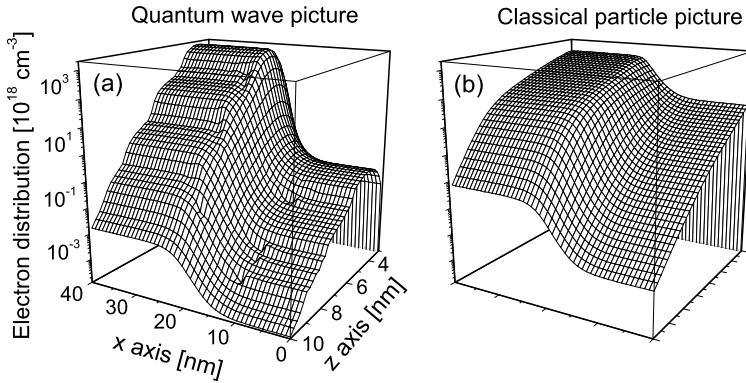 Quantum wave picture
Classical particle picture
(a)
(b)
Electron distribution [10^18 cm^-3]
10^3
10^1
10^-1
10^-3
40
30
20
10
0
x axis [nm]
10
8
6
4
z axis [nm]